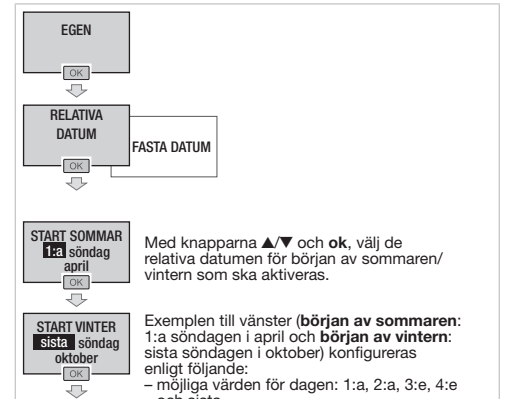 EGEN
OK
RELATIVA
DATUM
FASTA DATUM
OK
START SOMMAR
1:a söndag
april
OK
Med knapparna ▲/▼ och ok, välj de
relativa datumen för början av sommaren/
vintern som ska aktiveras.
START VINTER
sista söndag
oktober
OK
Exemplen till vänster (början av sommaren:
1:a söndagen i april och början av vintern:
sista söndagen i oktober) konfigureras
enligt följande:
– möjliga värden för dagen: 1:a, 2:a, 3:e, 4:e
och sista